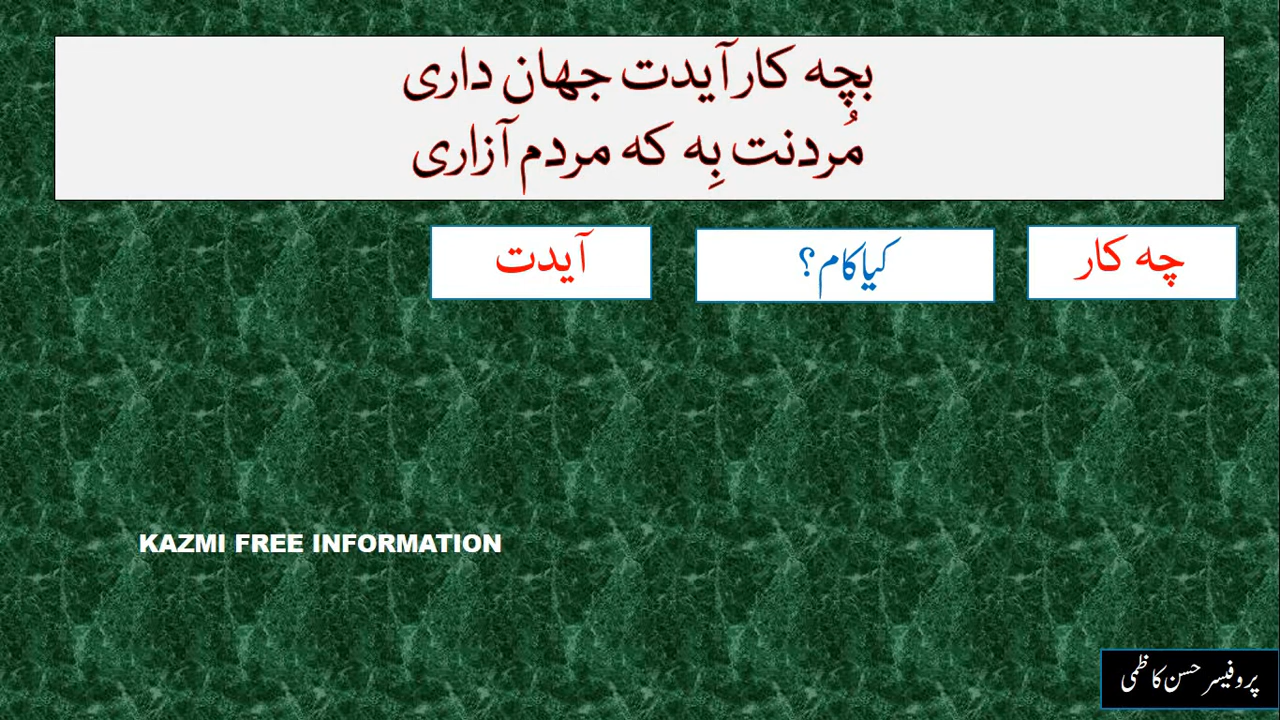 بچه کار آیدت جهان داری
مُردنت بِه که مردم آزاری
چه کار
کیا کام؟
آیدت
KAZMI FREE INFORMATION
پروفیسر حسن کاظمی